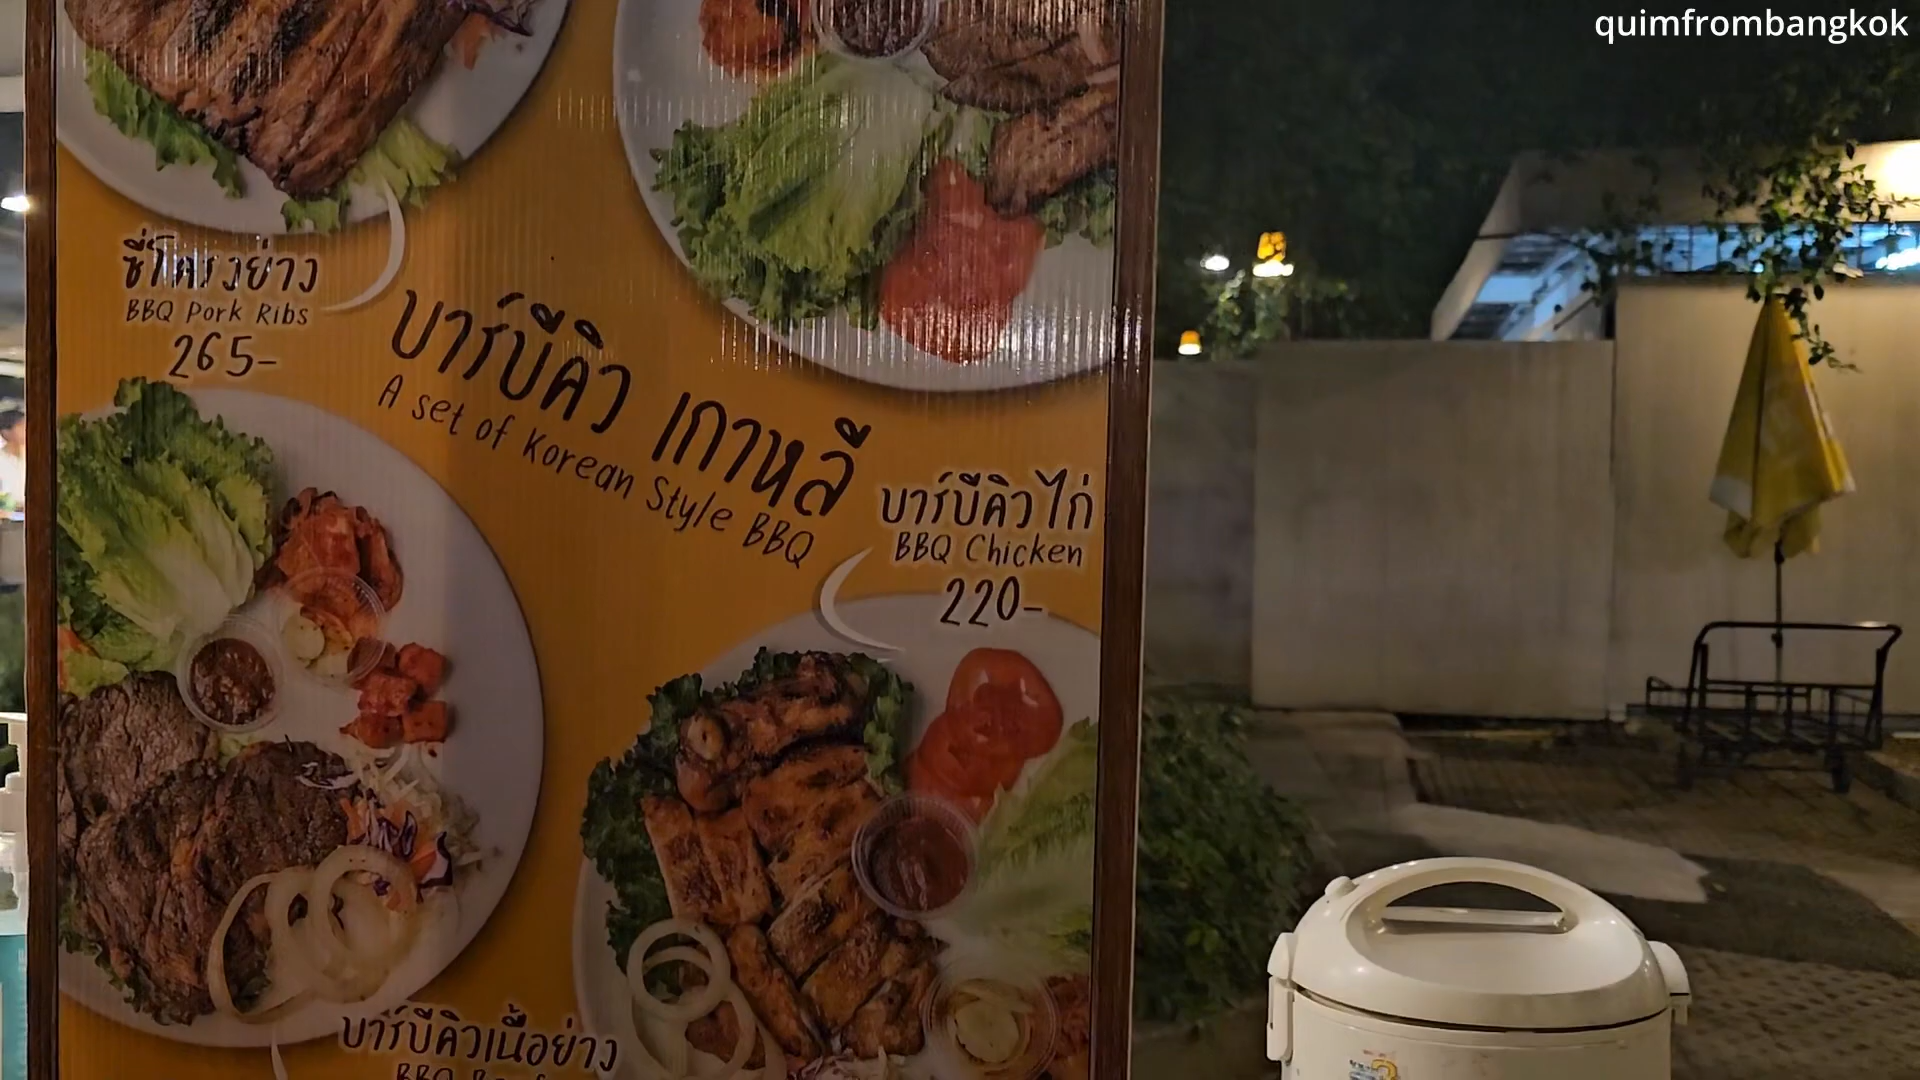 quimfrombangkok
ซี่โครงย่าง
BBQ Pork Ribs
265-
บาร์บีคิว เกาหลี
A set of Korean Style BBQ
บาร์บีคิวไก่
BBQ Chicken
220-
บาร์บีคิวเนื้อย่าง
BBQ Beef